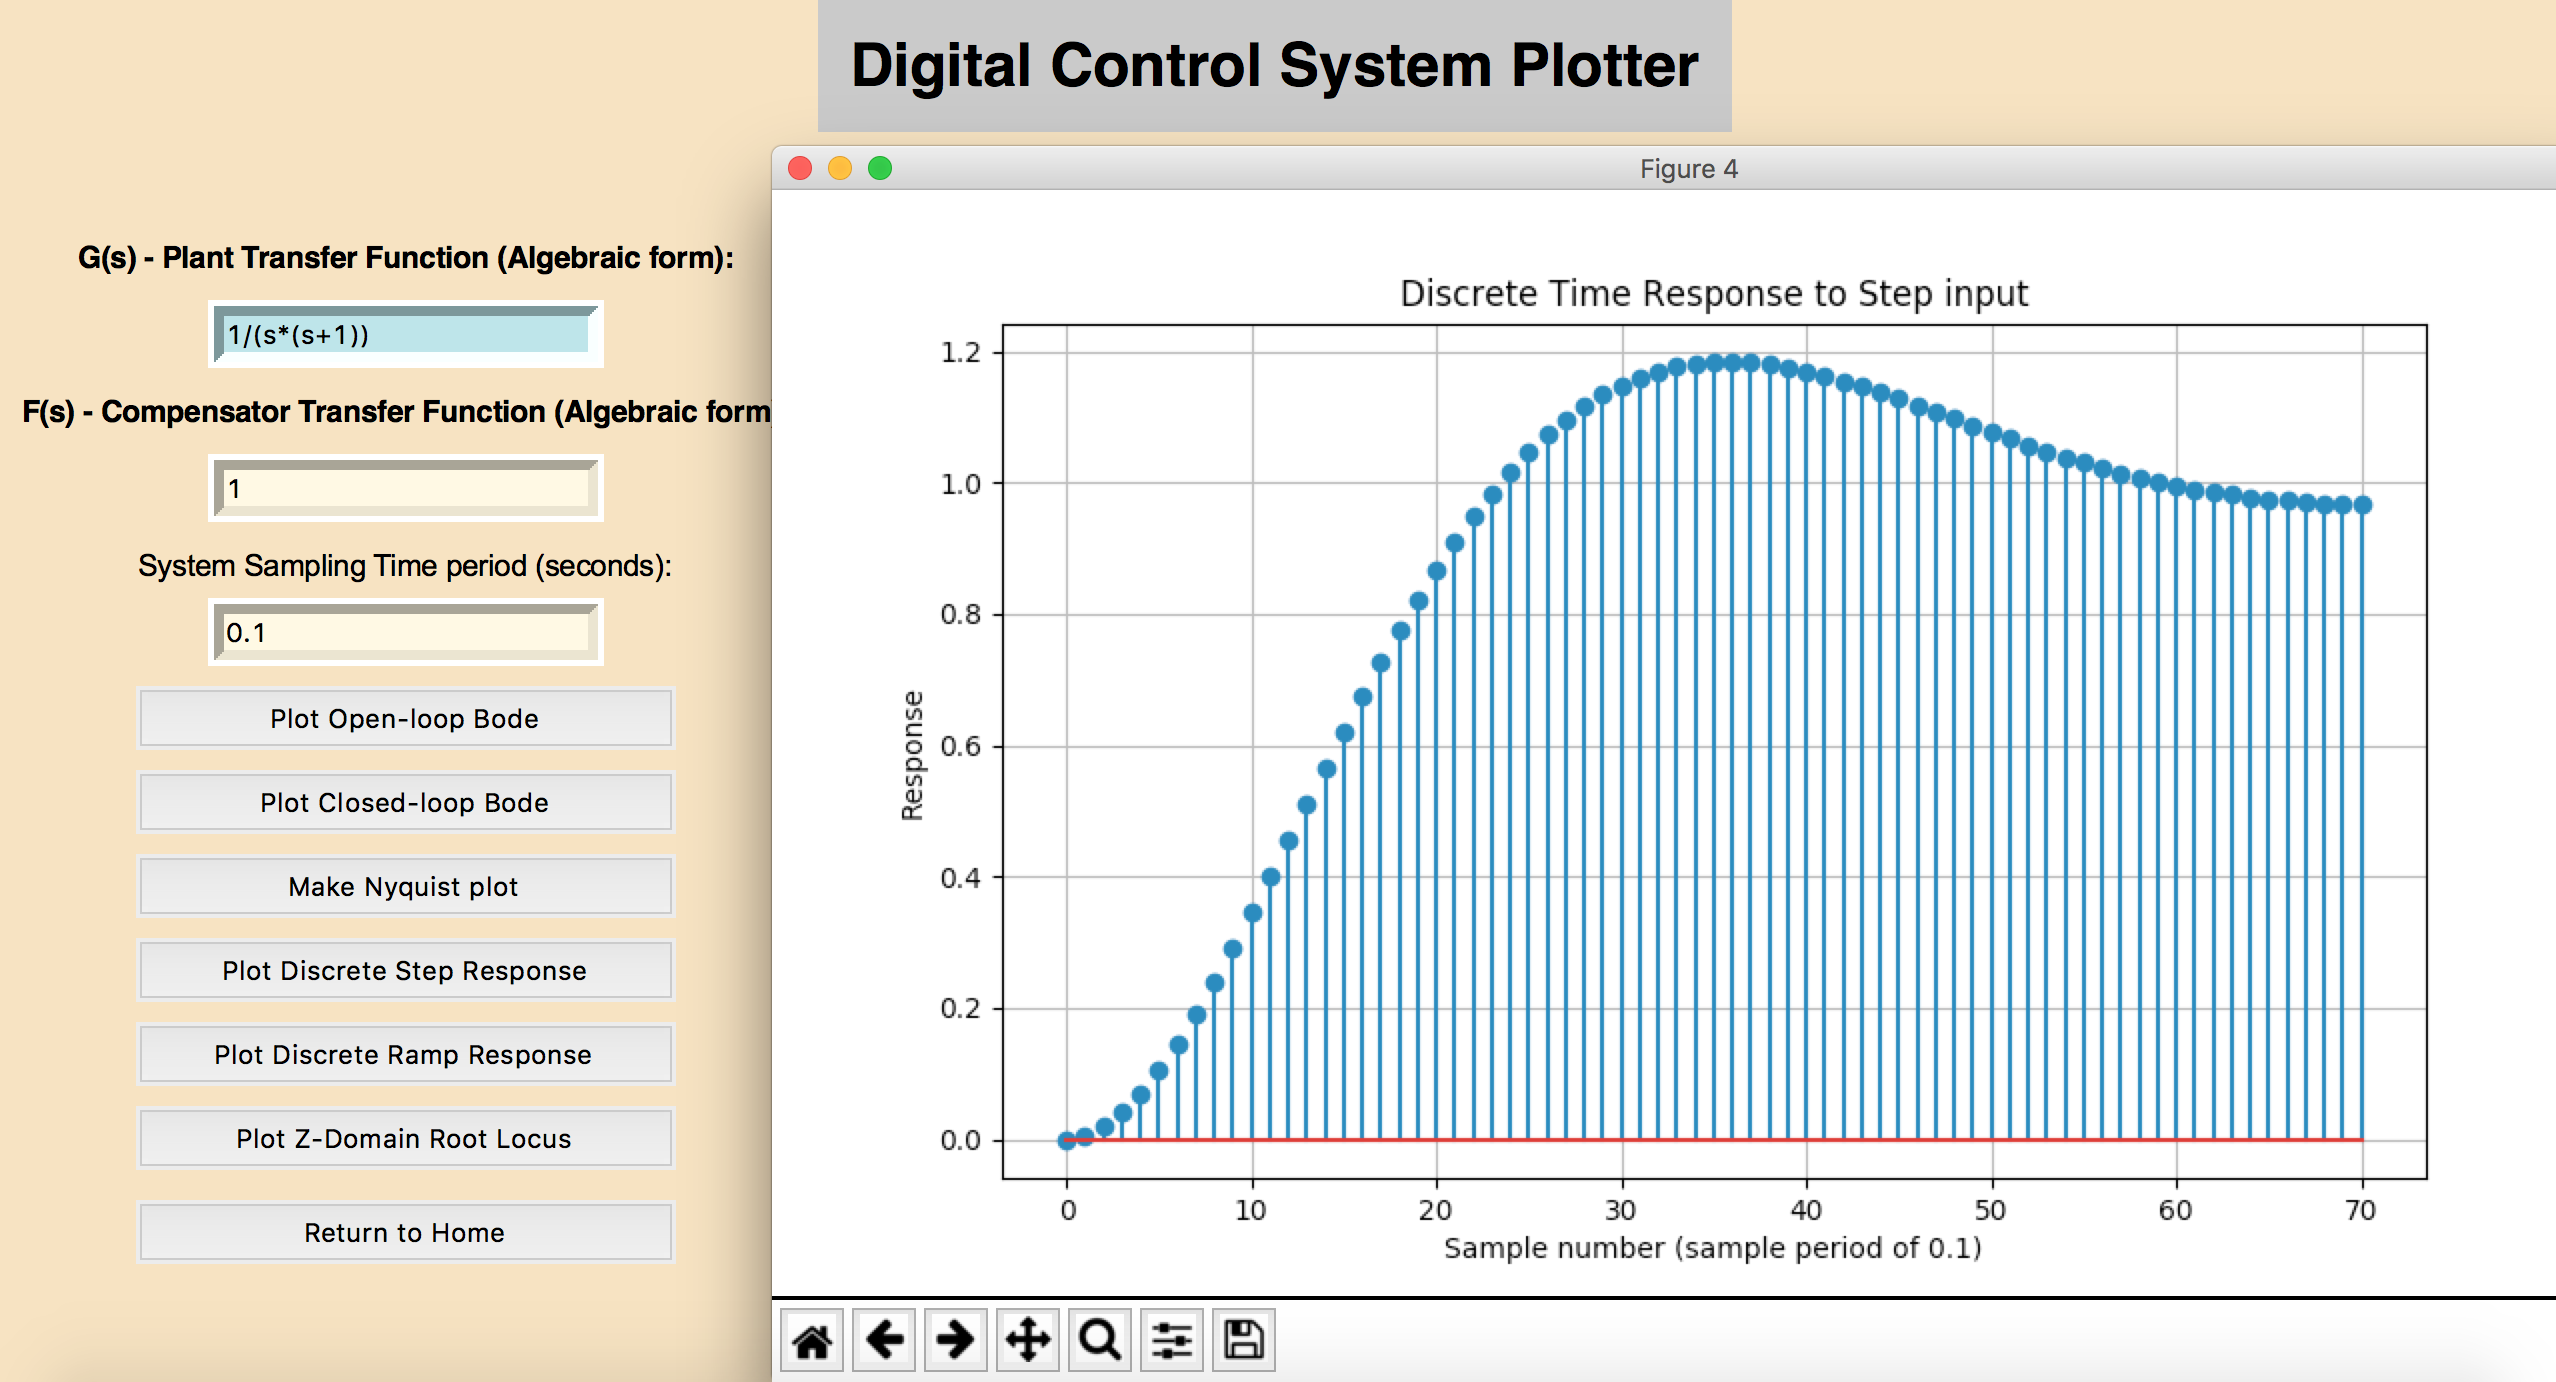 Digital Control System Plotter
G(s) - Plant Transfer Function (Algebraic form):
1/(s*(s+1))
F(s) - Compensator Transfer Function (Algebraic form
1
System Sampling Time period (seconds):
0.1
Plot Open-loop Bode
Plot Closed-loop Bode
Make Nyquist plot
Plot Discrete Step Response
Plot Discrete Ramp Response
Plot Z-Domain Root Locus
Return to Home
Figure 4
Discrete Time Response to Step input
1.2
1.0
0.8
0.6
0.4
0.2
0.0
Response
0 10 20 30 40 50 60 70
Sample number (sample period of 0.1)